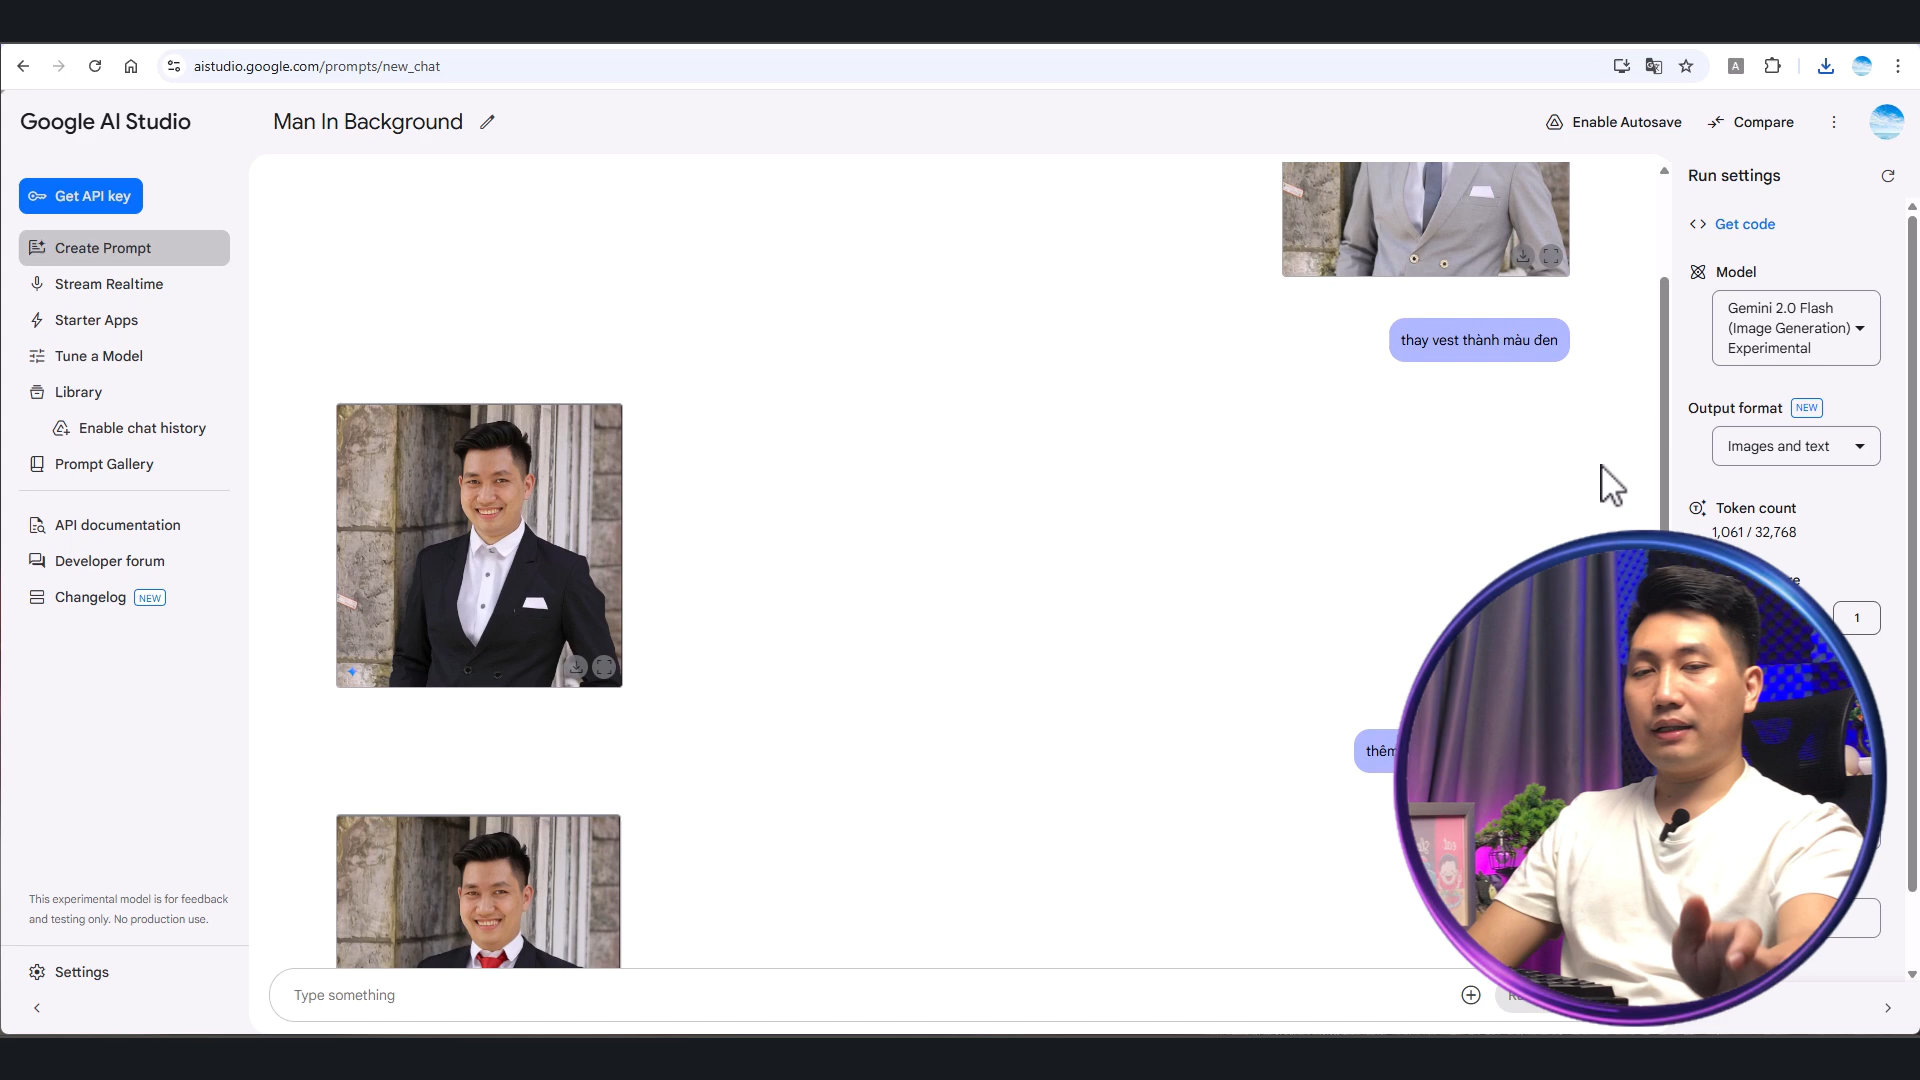 aistudio.google.com/prompts/new_chat
A
Google AI Studio
Man In Background
Enable Autosave
Compare
Get API key
Create Prompt
Stream Realtime
Starter Apps
Tune a Model
Library
Enable chat history
Prompt Gallery
API documentation
Developer forum
Changelog NEW
This experimental model is for feedback
and testing only. No production use.
Settings
thay vest thành màu đen
thêm
Type something
Run settings
Get code
Model
Gemini 2.0 Flash
(Image Generation)
Experimental
Output format NEW
Images and text
Token count
1,061 / 32,768
1